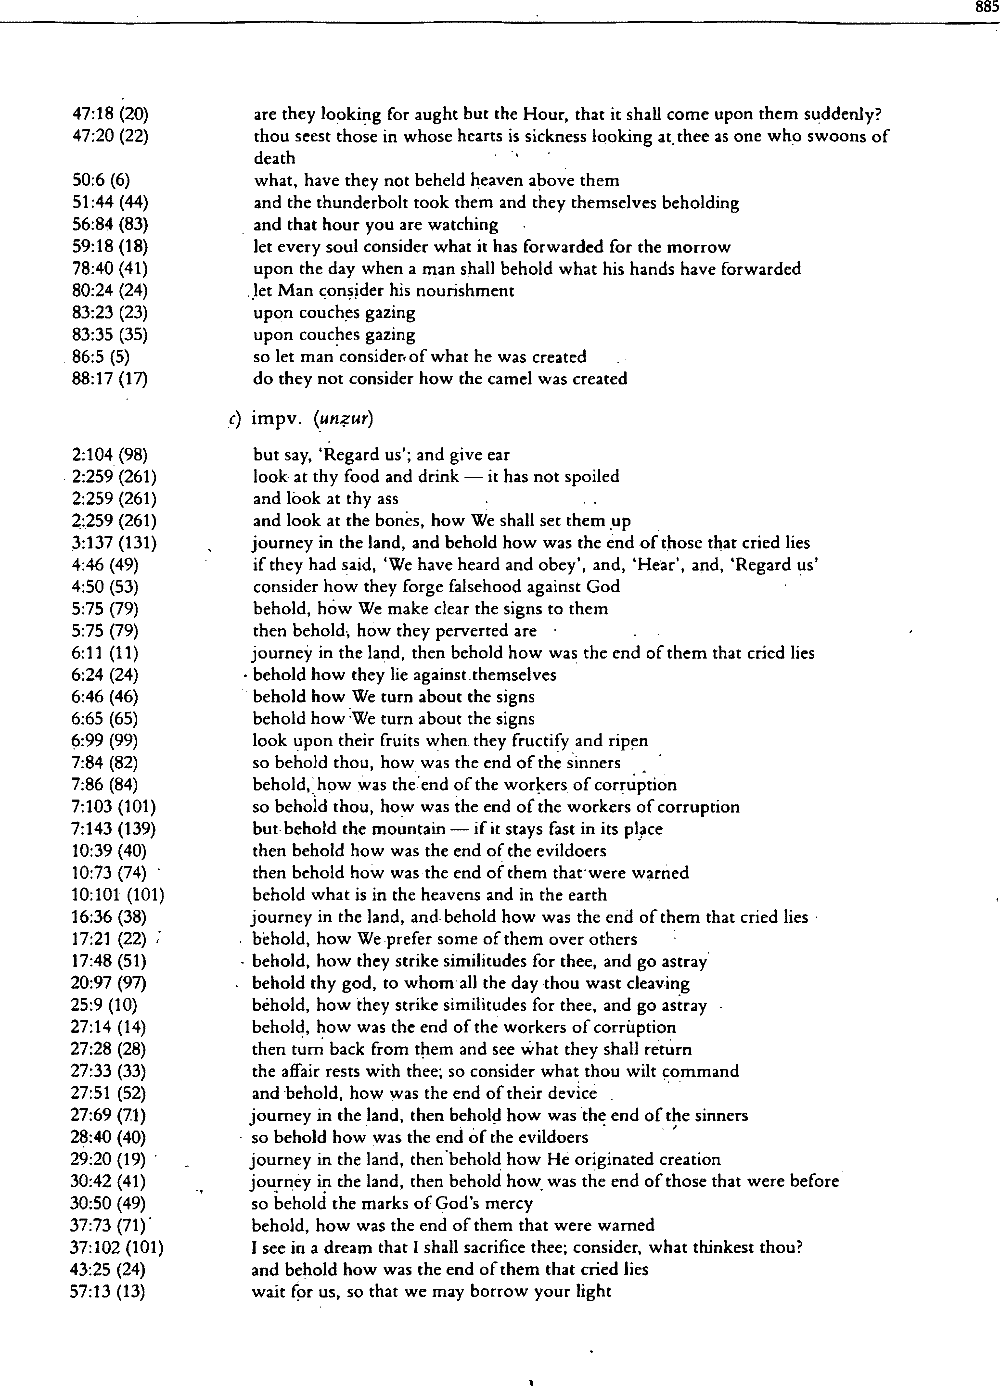 885
47:18 (20) are they looking for aught but the Hour, that it shall come upon them suddenly?
47:20 (22) thou seest those in whose hearts is sickness looking at thee as one who swoons of
death
50:6 (6) what, have they not beheld heaven above them
51:44 (44) and the thunderbolt took them and they themselves beholding
56:84 (83) and that hour you are watching
59:18 (18) let every soul consider what it has forwarded for the morrow
78:40 (41) upon the day when a man shall behold what his hands have forwarded
80:24 (24) let Man consider his nourishment
83:23 (23) upon couches gazing
83:35 (35) upon couches gazing
86:5 (5) so let man consider of what he was created
88:17 (17) do they not consider how the camel was created
c) impv. (unẓur)
2:104 (98) but say, ‘Regard us’; and give ear
2:259 (261) look at thy food and drink — it has not spoiled
2:259 (261) and look at thy ass
2:259 (261) and look at the bones, how We shall set them up
3:137 (131) journey in the land, and behold how was the end of those that cried lies
4:46 (49) if they had said, ‘We have heard and obey’, and, ‘Hear’, and, ‘Regard us’
4:50 (53) consider how they forge falsehood against God
5:75 (79) behold, how We make clear the signs to them
5:75 (79) then behold, how they perverted are
6:11 (11) journey in the land, then behold how was the end of them that cried lies
6:24 (24) behold how they lie against themselves
6:46 (46) behold how We turn about the signs
6:65 (65) behold how We turn about the signs
6:99 (99) look upon their fruits when they fructify and ripen
7:84 (82) so behold thou, how was the end of the sinners
7:86 (84) behold, how was the end of the workers of corruption
7:103 (101) so behold thou, how was the end of the workers of corruption
7:143 (139) but behold the mountain — if it stays fast in its place
10:39 (40) then behold how was the end of the evildoers
10:73 (74) then behold how was the end of them that were warned
10:101 (101) behold what is in the heavens and in the earth
16:36 (38) journey in the land, and behold how was the end of them that cried lies
17:21 (22) behold, how We prefer some of them over others
17:48 (51) behold, how they strike similitudes for thee, and go astray
20:97 (97) behold thy god, to whom all the day thou wast cleaving
25:9 (10) behold, how they strike similitudes for thee, and go astray
27:14 (14) behold, how was the end of the workers of corruption
27:28 (28) then turn back from them and see what they shall return
27:33 (33) the affair rests with thee; so consider what thou wilt command
27:51 (52) and behold, how was the end of their device
27:69 (71) journey in the land, then behold how was the end of the sinners
28:40 (40) so behold how was the end of the evildoers
29:20 (19) journey in the land, then behold how He originated creation
30:42 (41) journey in the land, then behold how was the end of those that were before
30:50 (49) so behold the marks of God’s mercy
37:73 (71) behold, how was the end of them that were warned
37:102 (101) I see in a dream that I shall sacrifice thee; consider, what thinkest thou?
43:25 (24) and behold how was the end of them that cried lies
57:13 (13) wait for us, so that we may borrow your light